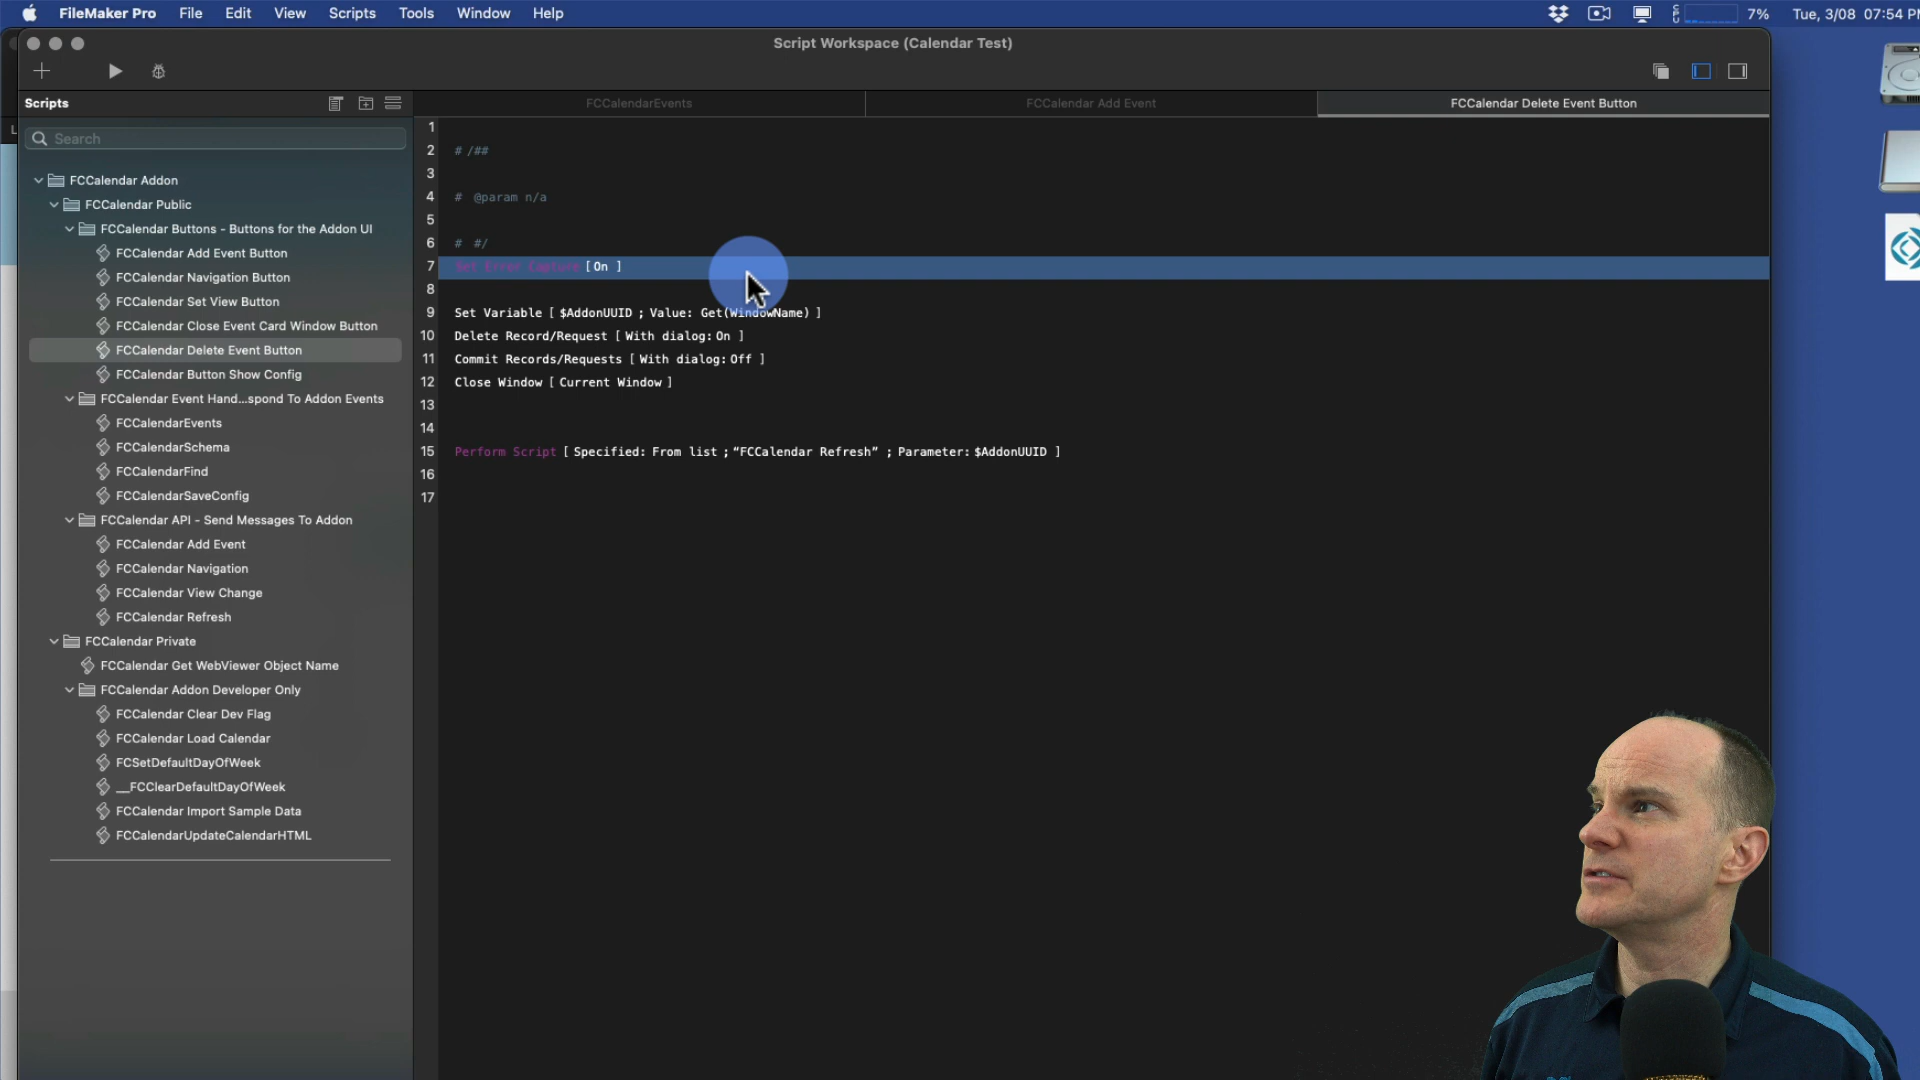 FileMaker Pro File Edit View Scripts Tools Window Help
7% Tue, 3/08 07:54 PM
Script Workspace (Calendar Test)
Scripts
FCCalendarEvents
FCCalendar Add Event
FCCalendar Delete Event Button
Search
FCCalendar Addon
FCCalendar Public
FCCalendar Buttons - Buttons for the Addon UI
FCCalendar Add Event Button
FCCalendar Navigation Button
FCCalendar Set View Button
FCCalendar Close Event Card Window Button
FCCalendar Delete Event Button
FCCalendar Button Show Config
FCCalendar Event Hand...spond To Addon Events
FCCalendarEvents
FCCalendarSchema
FCCalendarFind
FCCalendarSaveConfig
FCCalendar API - Send Messages To Addon
FCCalendar Add Event
FCCalendar Navigation
FCCalendar View Change
FCCalendar Refresh
FCCalendar Private
FCCalendar Get WebViewer Object Name
FCCalendar Addon Developer Only
FCCalendar Clear Dev Flag
FCCalendar Load Calendar
FCSetDefaultDayOfWeek
__FCClearDefaultDayOfWeek
FCCalendar Import Sample Data
FCCalendarUpdateCalendarHTML
1
2 # /##
3
4 # @param n/a
5
6 # #/
7 Set Error Capture [ On ]
8
9 Set Variable [ $AddonUUID ; Value: Get(WindowName) ]
10 Delete Record/Request [ With dialog: On ]
11 Commit Records/Requests [ With dialog: Off ]
12 Close Window [ Current Window ]
13
14
15 Perform Script [ Specified: From list ; “FCCalendar Refresh” ; Parameter: $AddonUUID ]
16
17